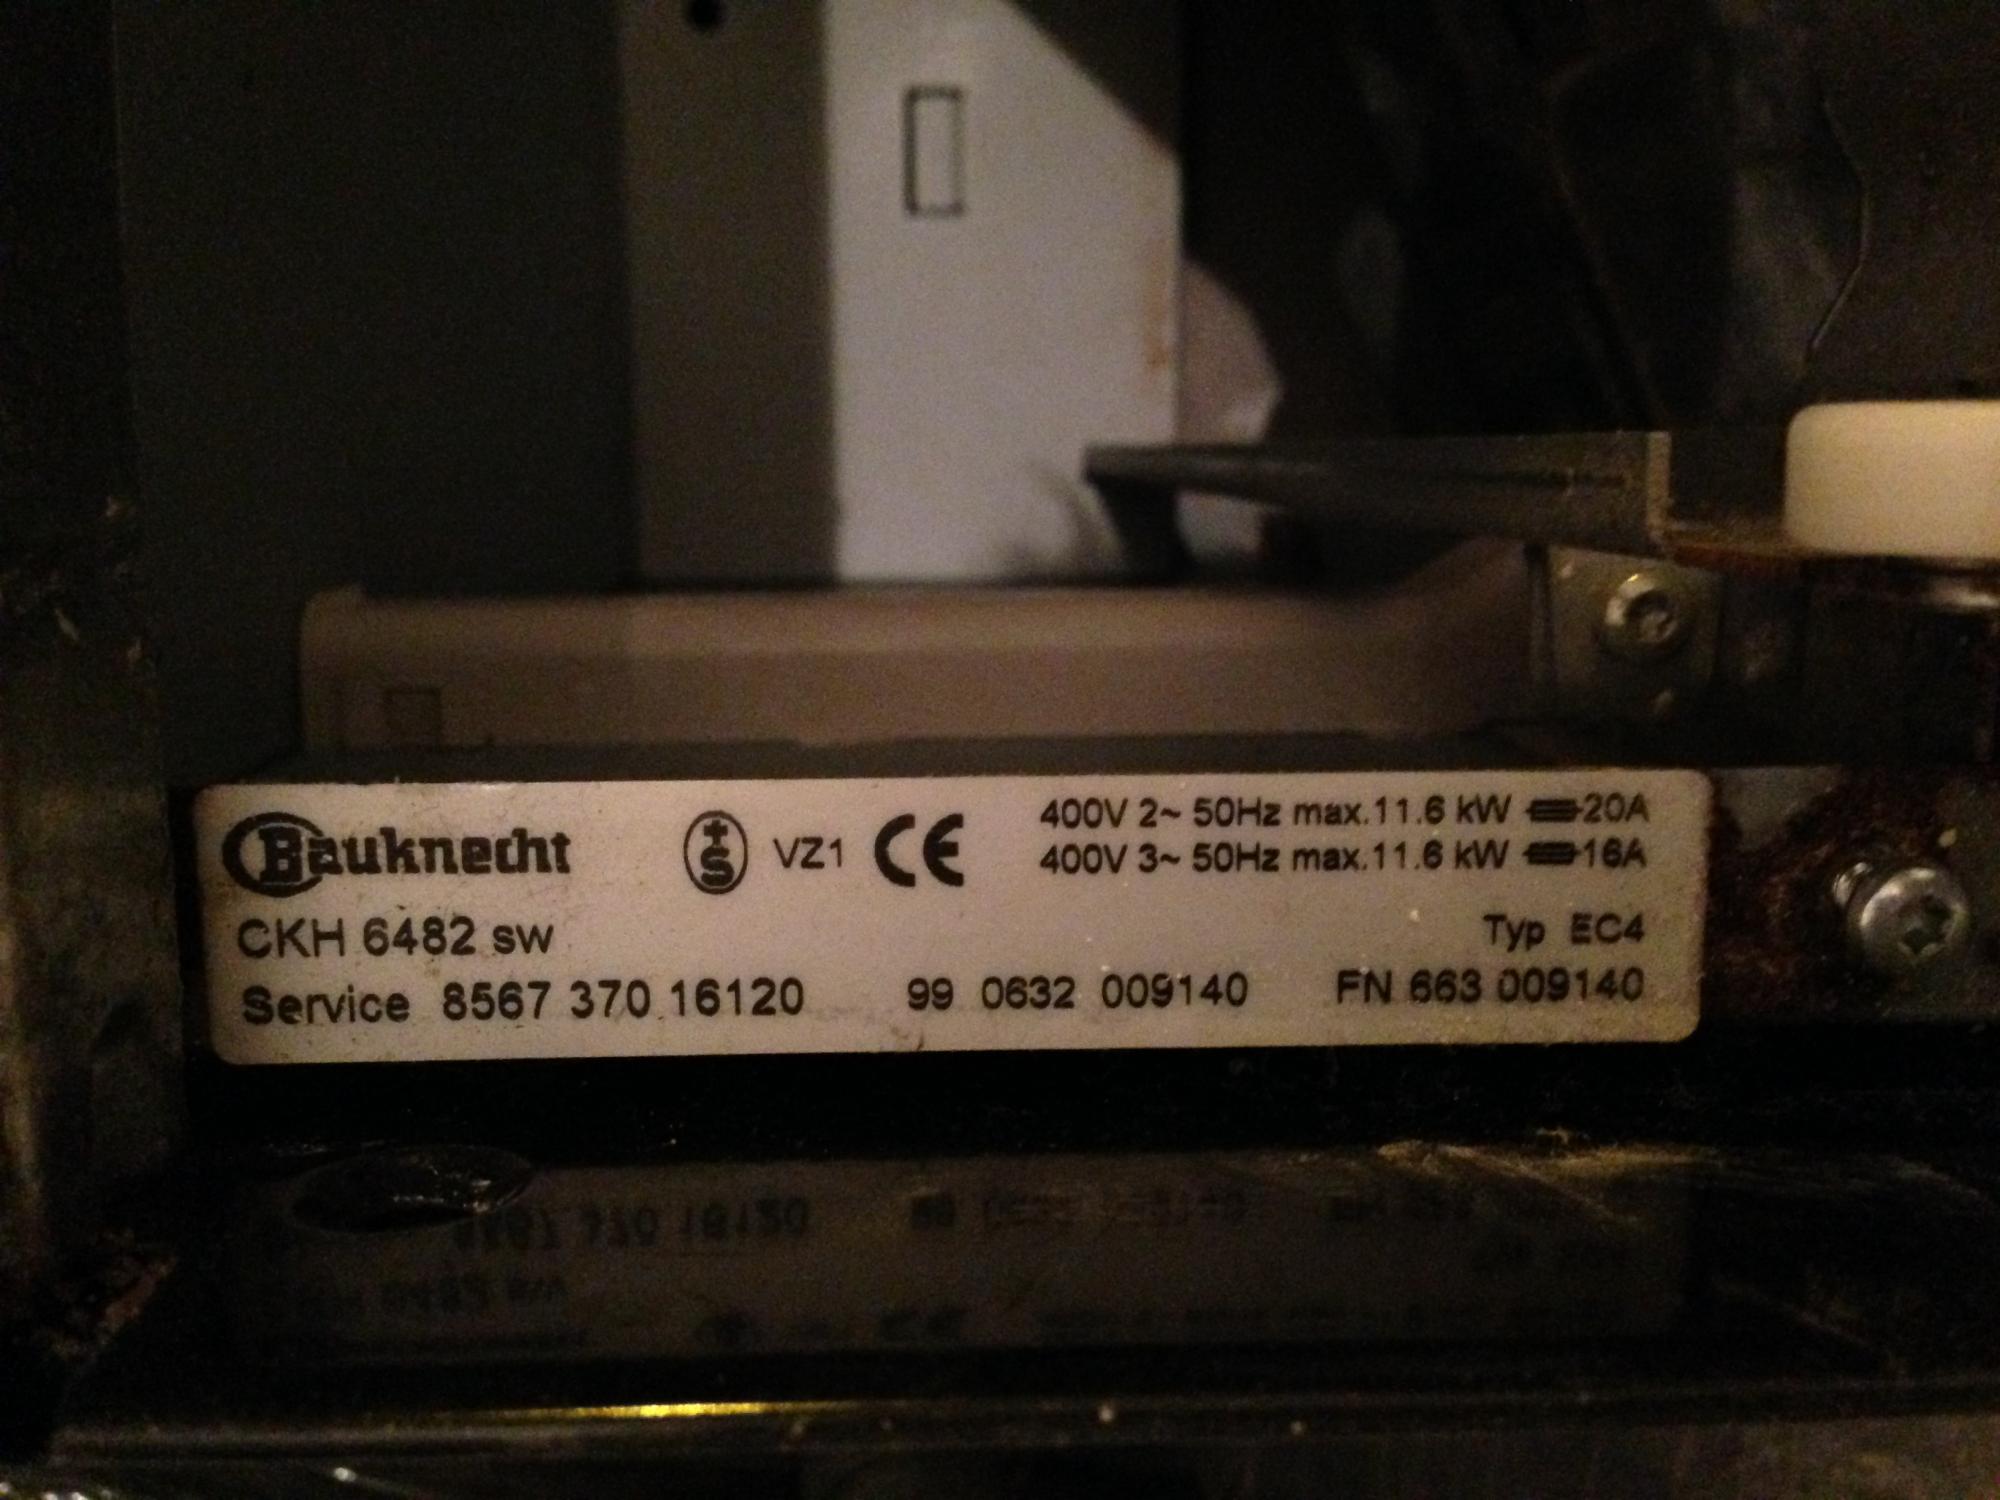 Bauknecht +S VZ1 CE 400V 2~ 50Hz max.11.6 kW 20A
400V 3~ 50Hz max.11.6 kW 16A
CKH 6482 sw Typ EC4
Service 8567 370 16120 99 0632 009140 FN 663 009140